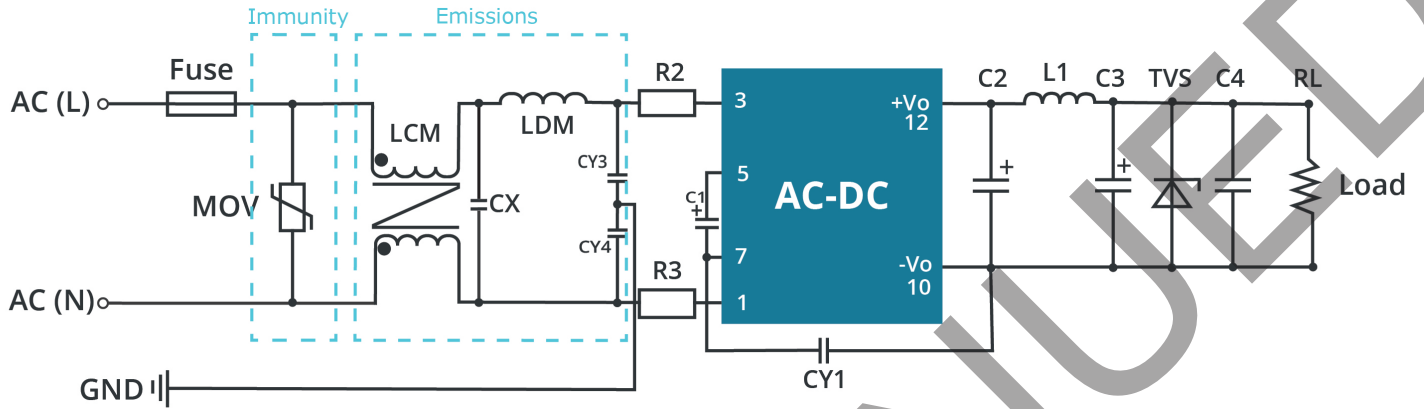 Immunity
Emissions
Fuse
R2
C2
L1
C3
TVS
C4
RL
AC (L)
3
+Vo
12
LCM
LDM
CY3
5
MOV
CX
C1
+
AC-DC
+
+
Load
CY4
7
-Vo
10
R3
AC (N)
1
GND
CY1